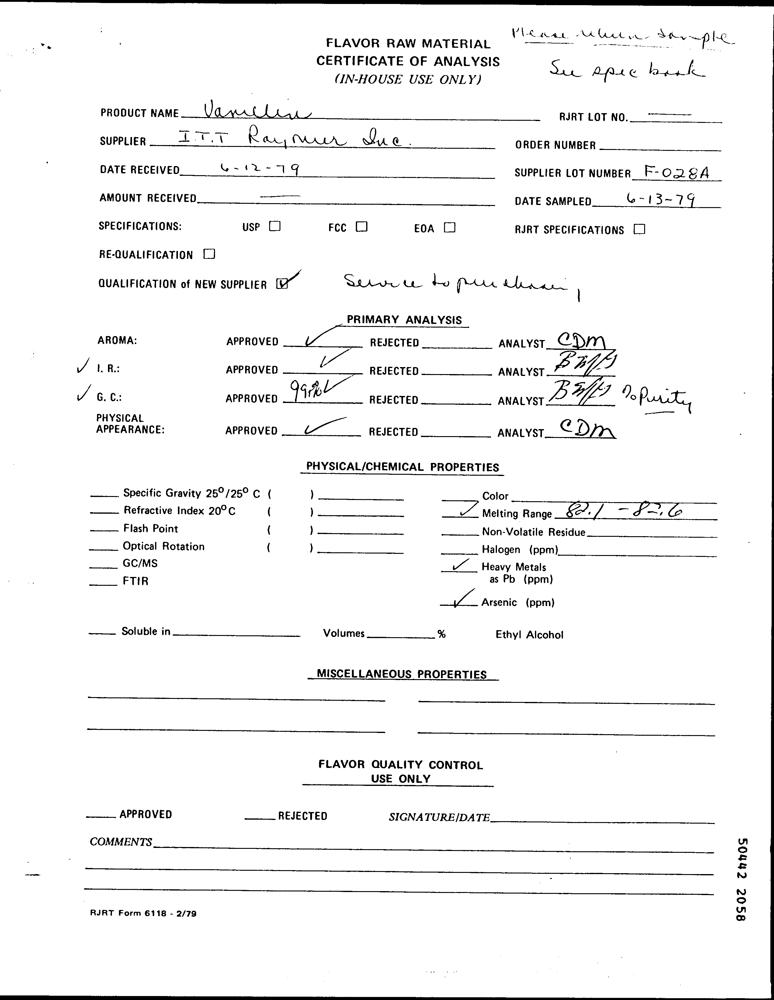 Please when sample
See spec book
FLAVOR RAW MATERIAL
CERTIFICATE OF ANALYSIS
(IN-HOUSE USE ONLY)
PRODUCT NAME Vanillin RJRT LOT NO.
SUPPLIER I.T.T Rayonier Inc. ORDER NUMBER
DATE RECEIVED 6-12-79 SUPPLIER LOT NUMBER F-028A
AMOUNT RECEIVED DATE SAMPLED 6-13-79
SPECIFICATIONS: USP ☐ FCC ☐ EOA ☐ RJRT SPECIFICATIONS ☐
RE-QUALIFICATION ☐
QUALIFICATION of NEW SUPPLIER ☑ Service to purchasing
PRIMARY ANALYSIS
AROMA: APPROVED ✓ REJECTED ANALYST CDM
✓ I. R.: APPROVED ✓ REJECTED ANALYST
✓ G. C.: APPROVED ✓ REJECTED ANALYST % Purity
PHYSICAL
APPEARANCE: APPROVED ✓ REJECTED ANALYST CDM
PHYSICAL/CHEMICAL PROPERTIES
Specific Gravity 25°/25° C ( ) Color
Refractive Index 20°C ( ) ✓ Melting Range 82.1 - 82.6
Flash Point ( ) Non-Volatile Residue
Optical Rotation ( ) Halogen (ppm)
GC/MS ✓ Heavy Metals
FTIR as Pb (ppm)
✓ Arsenic (ppm)
Soluble in Volumes % Ethyl Alcohol
MISCELLANEOUS PROPERTIES
FLAVOR QUALITY CONTROL
USE ONLY
APPROVED REJECTED SIGNATURE/DATE
COMMENTS
RJRT Form 6118 - 2/79
50442 2058